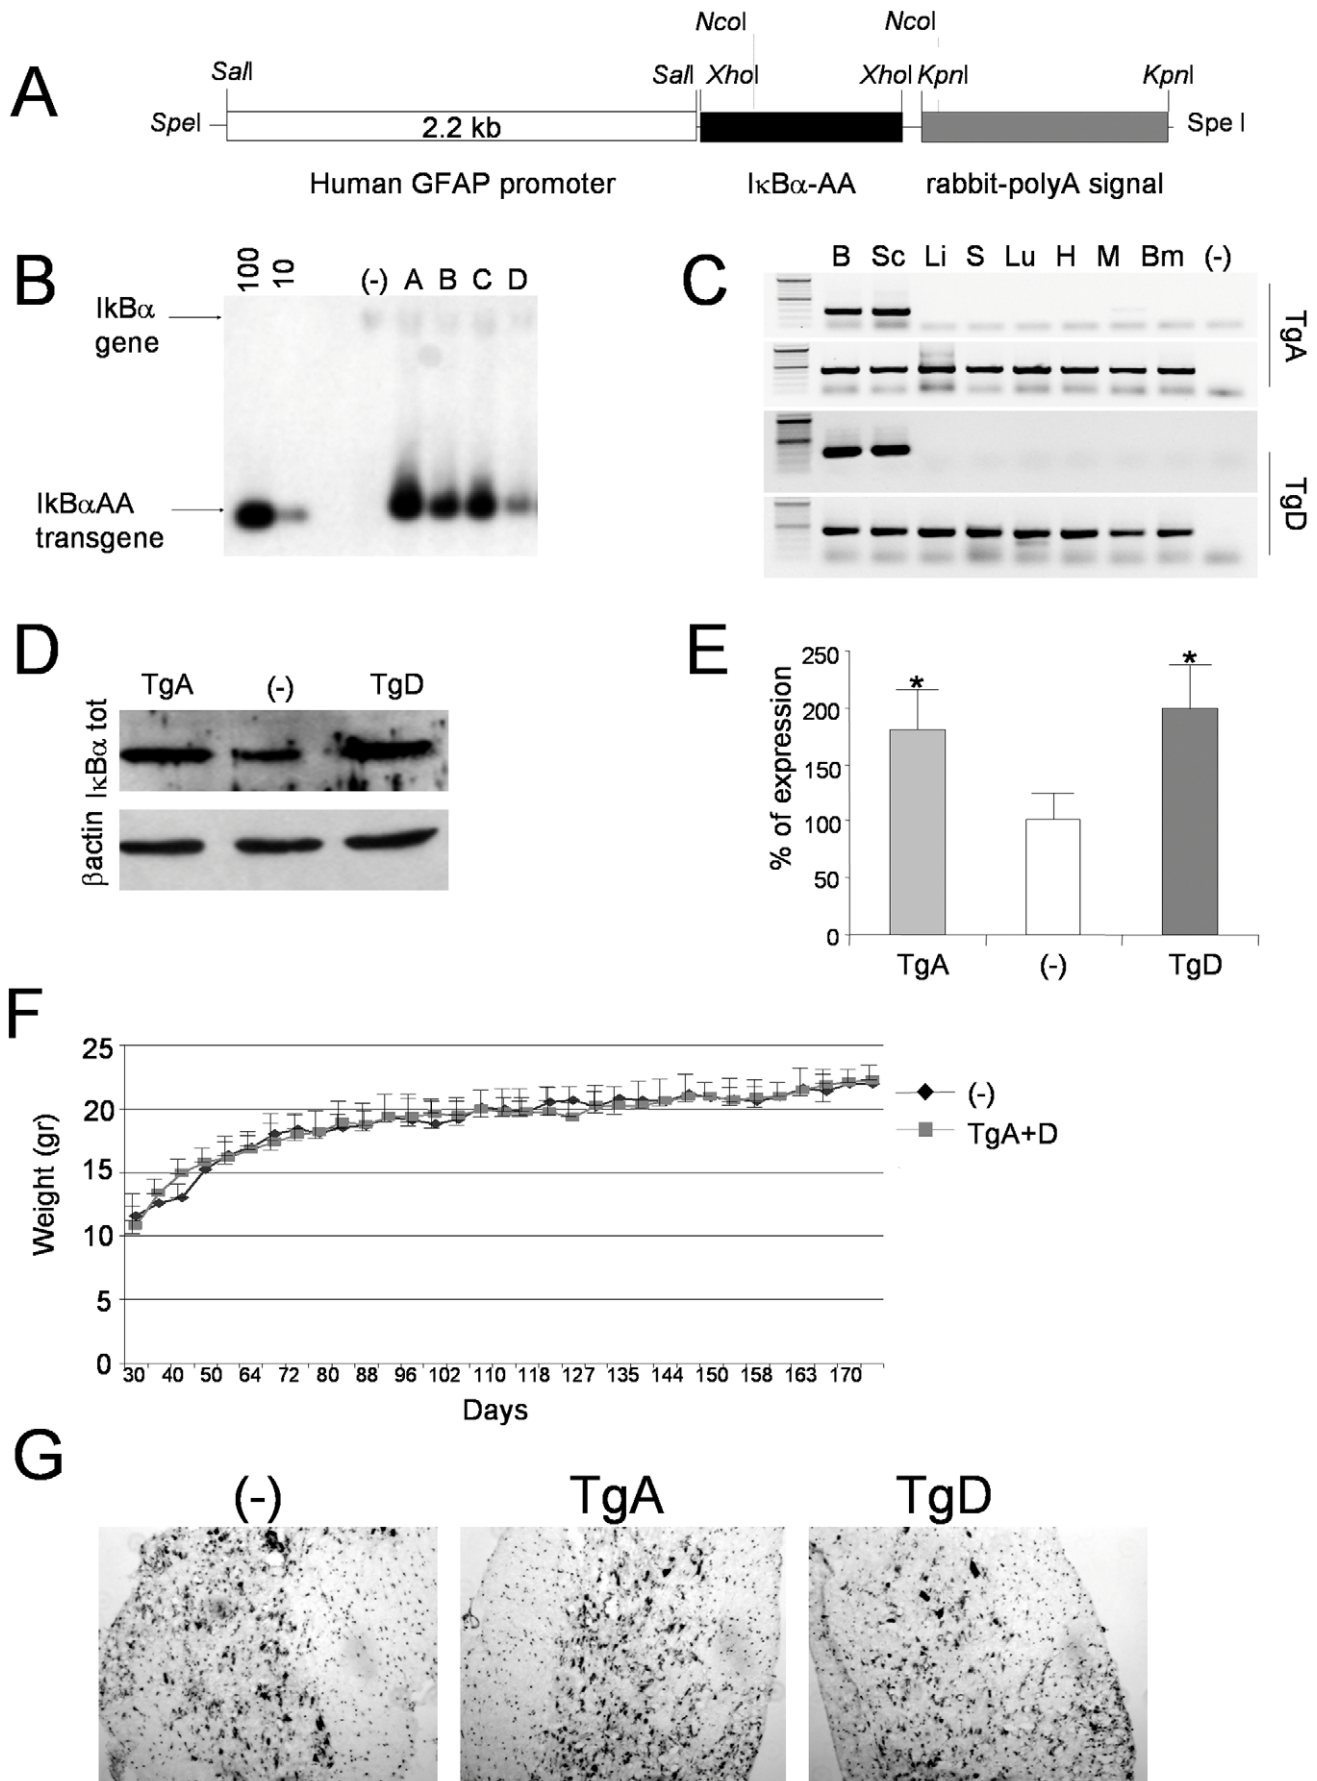 A
NcoI NcoI
SalI SalI XhoI XhoI KpnI KpnI
SpeI 2.2 kb Spe I
Human GFAP promoter IκBα-AA rabbit-polyA signal
B
100 10 (-) A B C D
IkBα
gene
IkBαAA
transgene
C
B Sc Li S Lu H M Bm (-)
TgA
TgD
D
TgA (-) TgD
IκBα tot
βactin
E
250
200
150
100
50
0
% of expression
* *
TgA (-) TgD
F
25
20
15
10
5
0
Weight (gr)
30 40 50 64 72 80 88 96 102 110 118 127 135 144 150 158 163 170
Days
(-)
TgA+D
G
(-) TgA TgD